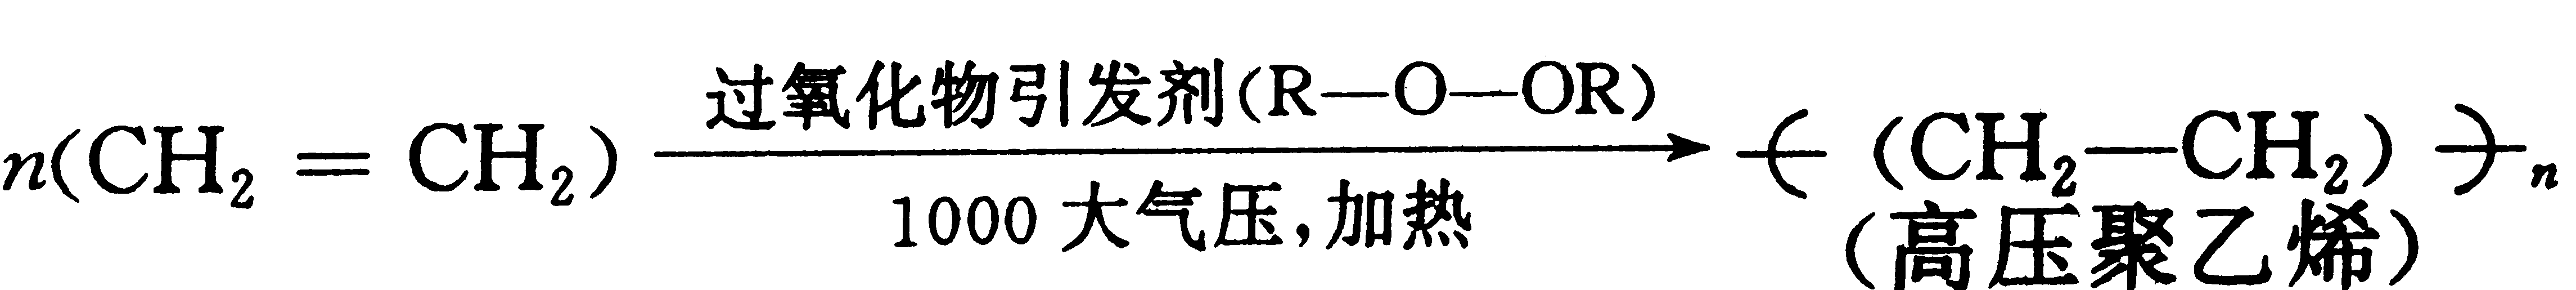 过氧化物引发剂(R—O—OR)
n(CH₂ = CH₂) ⟶ ⟮ (CH₂—CH₂) ⟯ₙ
1000 大气压,加热
(高压聚乙烯)